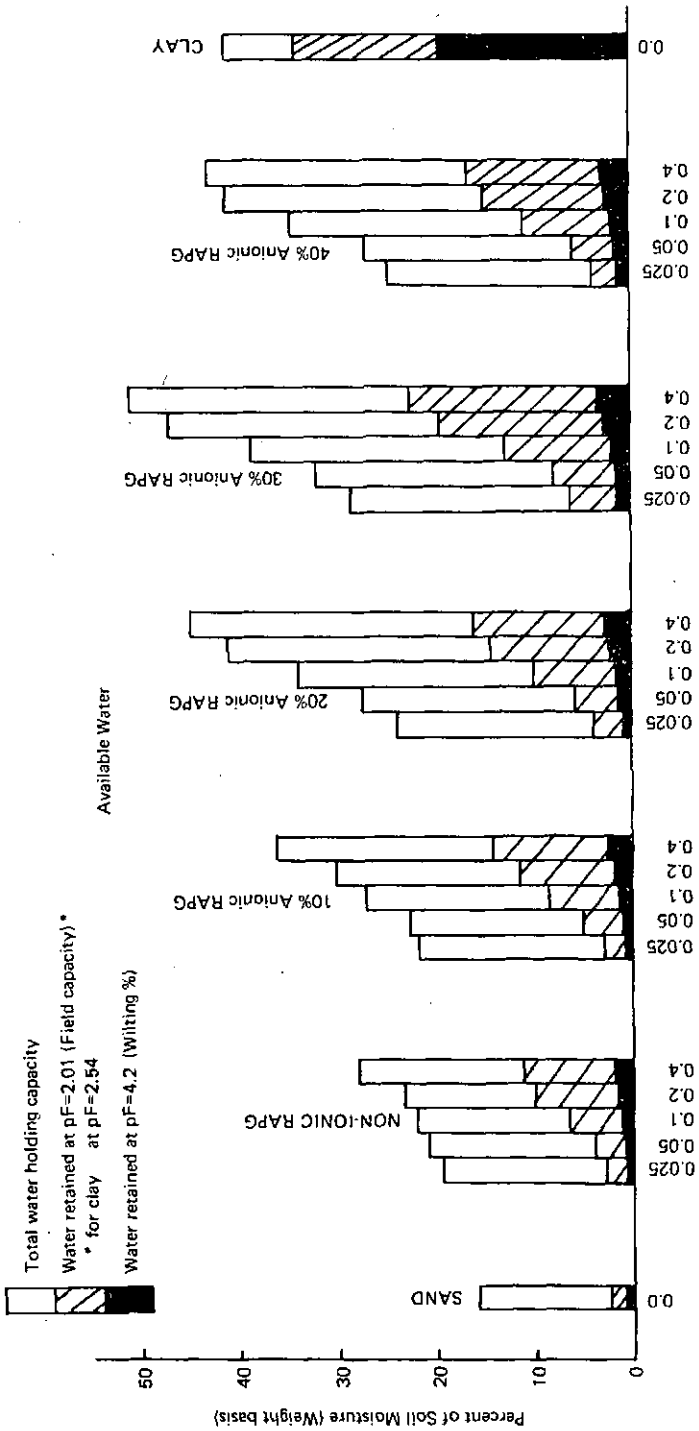 Total water holding capacity
Water retained at pF=2.01 (Field capacity)*
* for clay at pF=2.54
Water retained at pF=4.2 (Wilting %)
Available Water
Percent of Soil Moisture (Weight basis)
50
40
30
20
10
0
SAND
NON-IONIC RAPG
10% Anionic RAPG
20% Anionic RAPG
30% Anionic RAPG
40% Anionic RAPG
CLAY
0.0
0.025
0.05
0.1
0.2
0.4
0.025
0.05
0.1
0.2
0.4
0.025
0.05
0.1
0.2
0.4
0.025
0.05
0.1
0.2
0.4
0.025
0.05
0.1
0.2
0.4
0.0